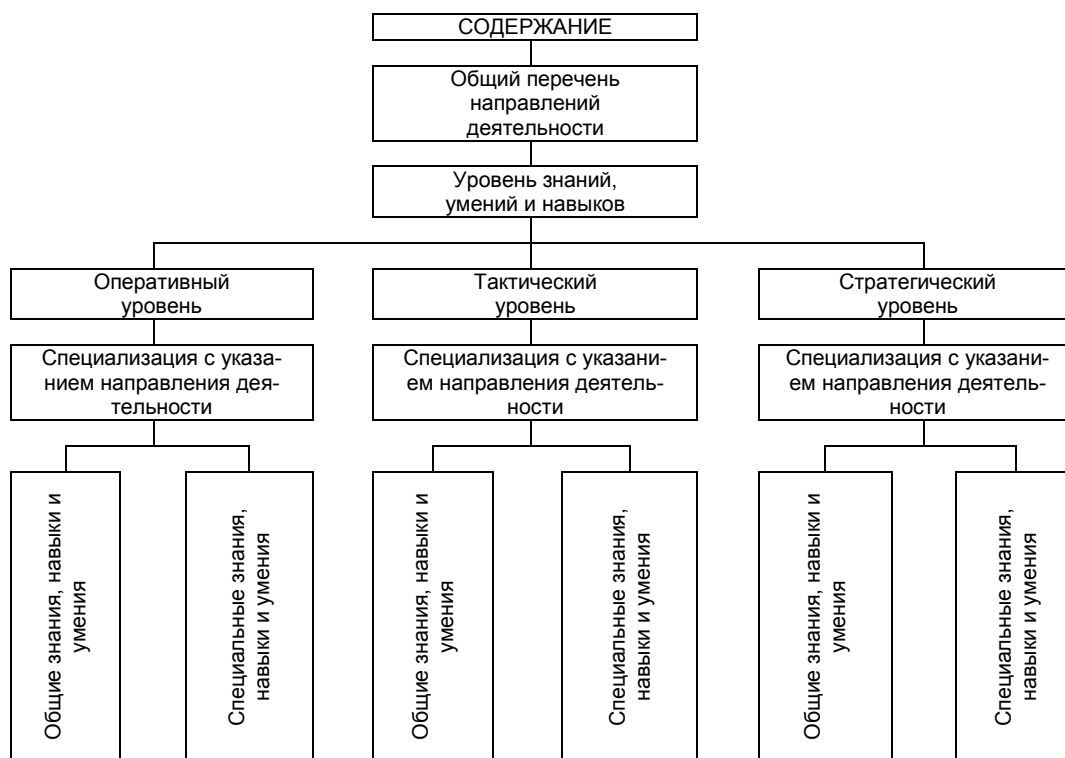 СОДЕРЖАНИЕ
Общий перечень
направлений
деятельности
Уровень знаний,
умений и навыков
Оперативный
уровень
Тактический
уровень
Стратегический
уровень
Специализация с указа-
нием направления дея-
тельности
Специализация с указани-
ем направления деятель-
ности
Специализация с указани-
ем направления деятель-
ности
Общие знания, навыки и
умения
Специальные знания,
навыки и умения
Общие знания, навыки и
умения
Специальные знания,
навыки и умения
Общие знания, навыки и
умения
Специальные знания,
навыки и умения